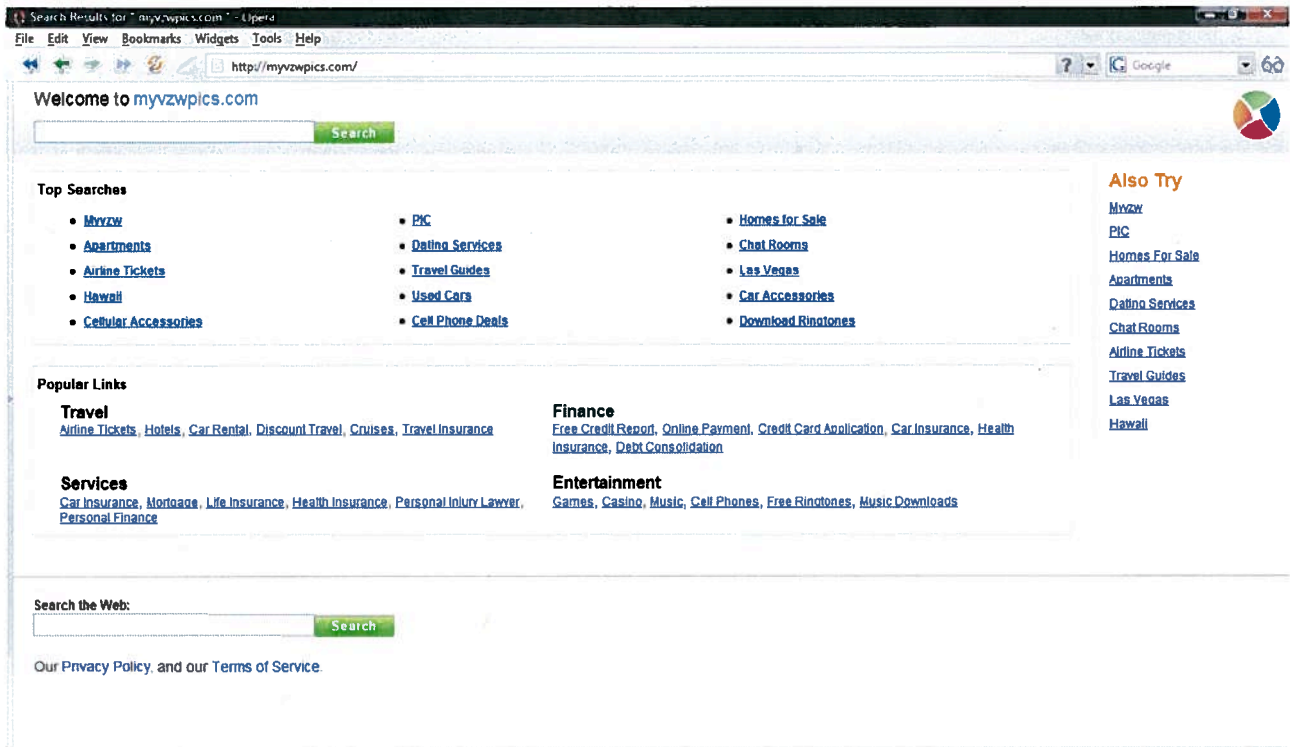 Search Results for " myvzwpics.com " - Opera
File Edit View Bookmarks Widgets Tools Help
http://myvzwpics.com/
? Google
Welcome to myvzwpics.com
Search
Top Searches
Myvzw
PIC
Homes for Sale
Apartments
Dating Services
Chat Rooms
Airline Tickets
Travel Guides
Las Vegas
Hawaii
Used Cars
Car Accessories
Cellular Accessories
Cell Phone Deals
Download Ringtones
Popular Links
Travel
Airline Tickets, Hotels, Car Rental, Discount Travel, Cruises, Travel Insurance
Finance
Free Credit Report, Online Payment, Credit Card Application, Car Insurance, Health
Insurance, Debt Consolidation
Services
Car Insurance, Mortgage, Life Insurance, Health Insurance, Personal Injury Lawyer,
Personal Finance
Entertainment
Games, Casino, Music, Cell Phones, Free Ringtones, Music Downloads
Also Try
Myvzw
PIC
Homes For Sale
Apartments
Dating Services
Chat Rooms
Airline Tickets
Travel Guides
Las Vegas
Hawaii
Search the Web:
Search
Our Privacy Policy, and our Terms of Service.